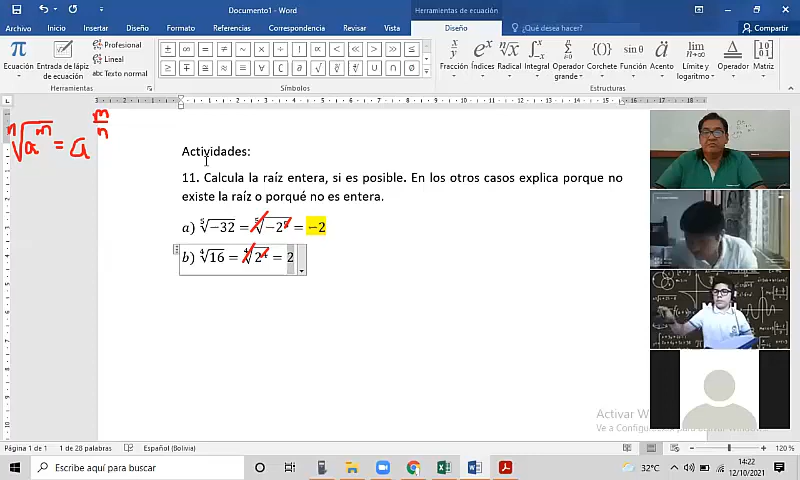 Documento1 - Word
Herramientas de ecuación
Archivo Inicio Insertar Dibujar Formato Referencias Correspondencia Revisar Vista Diseño ¿Qué desea hacer? Compartir
Ecuación
Entrada de lápiz de ecuación
Profesional
Lineal
abc Texto normal
± ∞ = ≠ ~ × ÷ ! ∝ < ≪ > ≫ ≤
≥ ∓ ≅ ≈ ≡ ∀ ∁ ∂ √ ∛ ∜ ∪ ∩
Fracción Índices Radical Integral Operador grande Corchete Función Acento Límite y logaritmo Operador Matriz
Herramientas Símbolos Estructuras
ⁿ√aᵐ = a^(m/n)
Actividades:
11. Calcula la raíz entera, si es posible. En los otros casos explica porque no
existe la raíz o porqué no es entera.
a) ⁵√−32 = ⁵√−2⁵ = −2
b) ⁴√16 = ⁴√2⁴ = 2
Ve a Configuración
Página 1 de 1 1 de 28 palabras Español (Bolivia) 120 %
Escribe aquí para buscar
32°C
14:22
12/10/2021